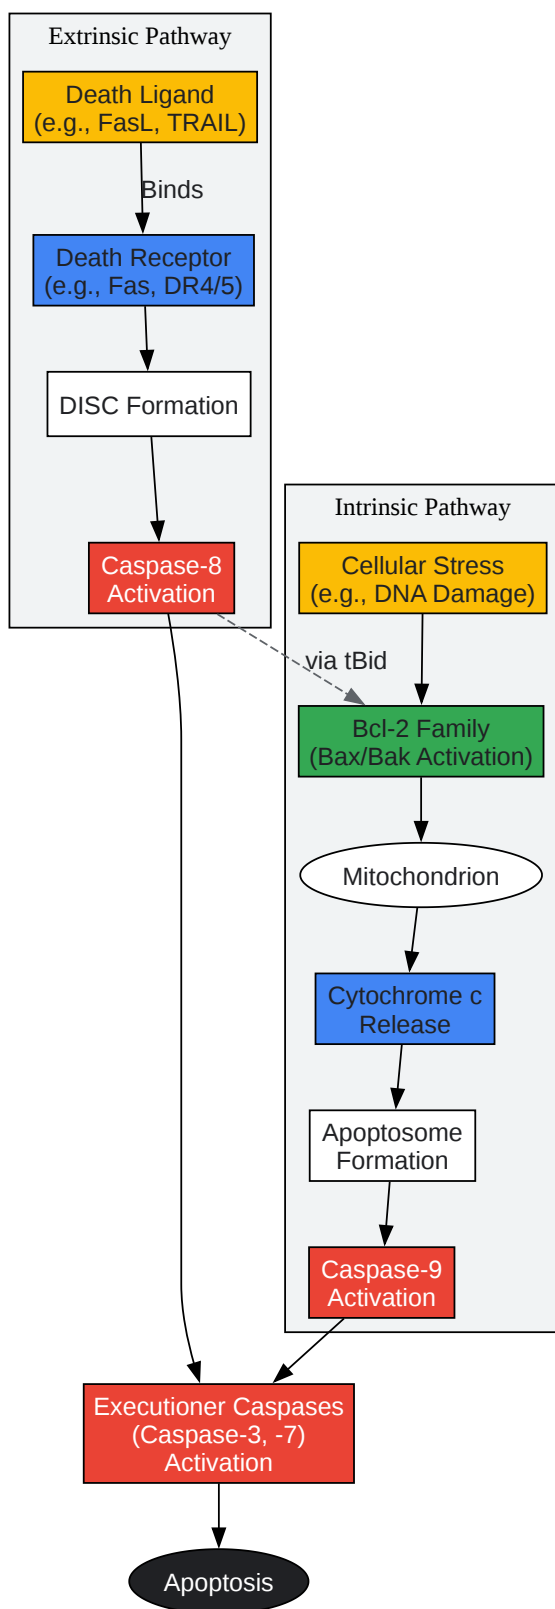 Extrinsic Pathway
Death Ligand
(e.g., FasL, TRAIL)
Binds
Death Receptor
(e.g., Fas, DR4/5)
DISC Formation
Caspase-8
Activation
Intrinsic Pathway
Cellular Stress
(e.g., DNA Damage)
via tBid
Bcl-2 Family
(Bax/Bak Activation)
Mitochondrion
Cytochrome c
Release
Apoptosome
Formation
Caspase-9
Activation
Executioner Caspases
(Caspase-3, -7)
Activation
Apoptosis